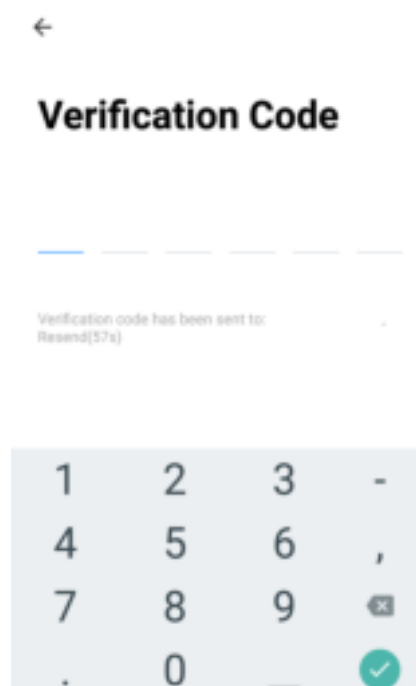 Verification Code
Verification code has been sent to:
Resend(57s)
1 2 3 -
4 5 6 ,
7 8 9
. 0